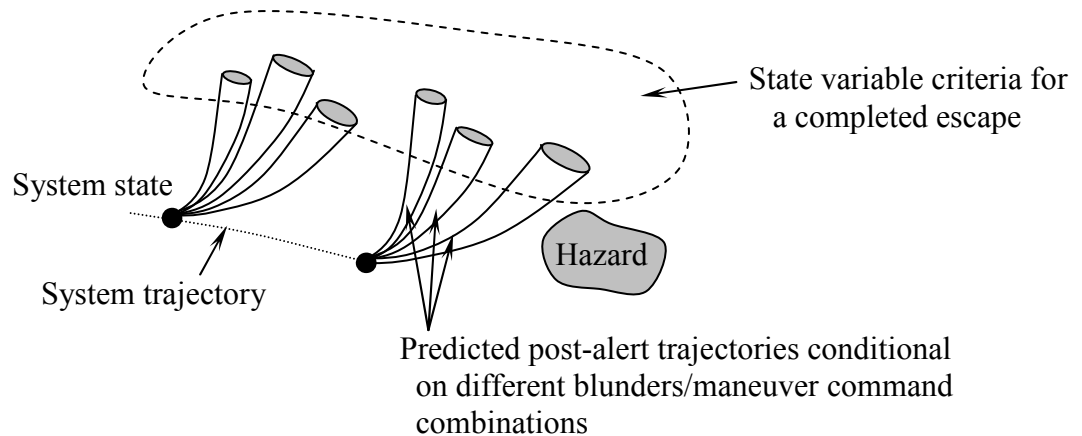 State variable criteria for
a completed escape
System state
System trajectory
Hazard
Predicted post-alert trajectories conditional
on different blunders/maneuver command
combinations